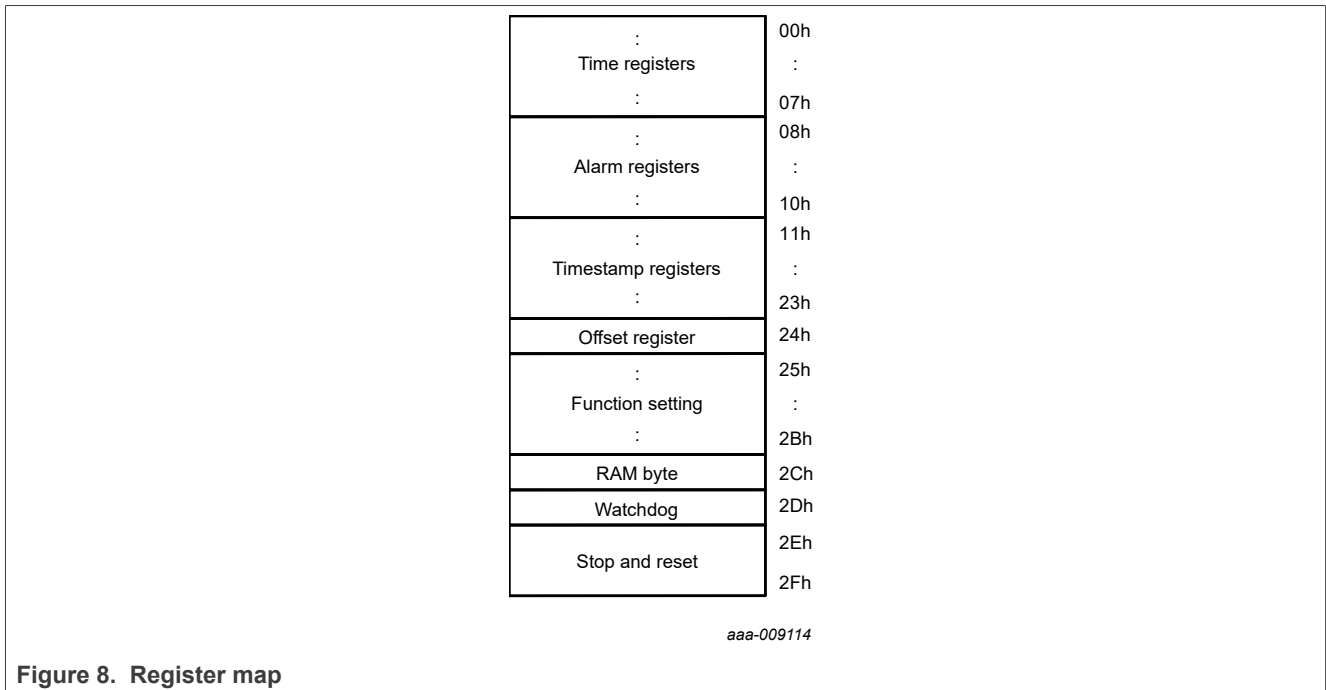 : 00h
Time registers :
: 07h
: 08h
Alarm registers :
: 10h
: 11h
Timestamp registers :
: 23h
Offset register 24h
: 25h
Function setting :
: 2Bh
RAM byte 2Ch
Watchdog 2Dh
2Eh
Stop and reset
2Fh
aaa-009114
Figure 8. Register map